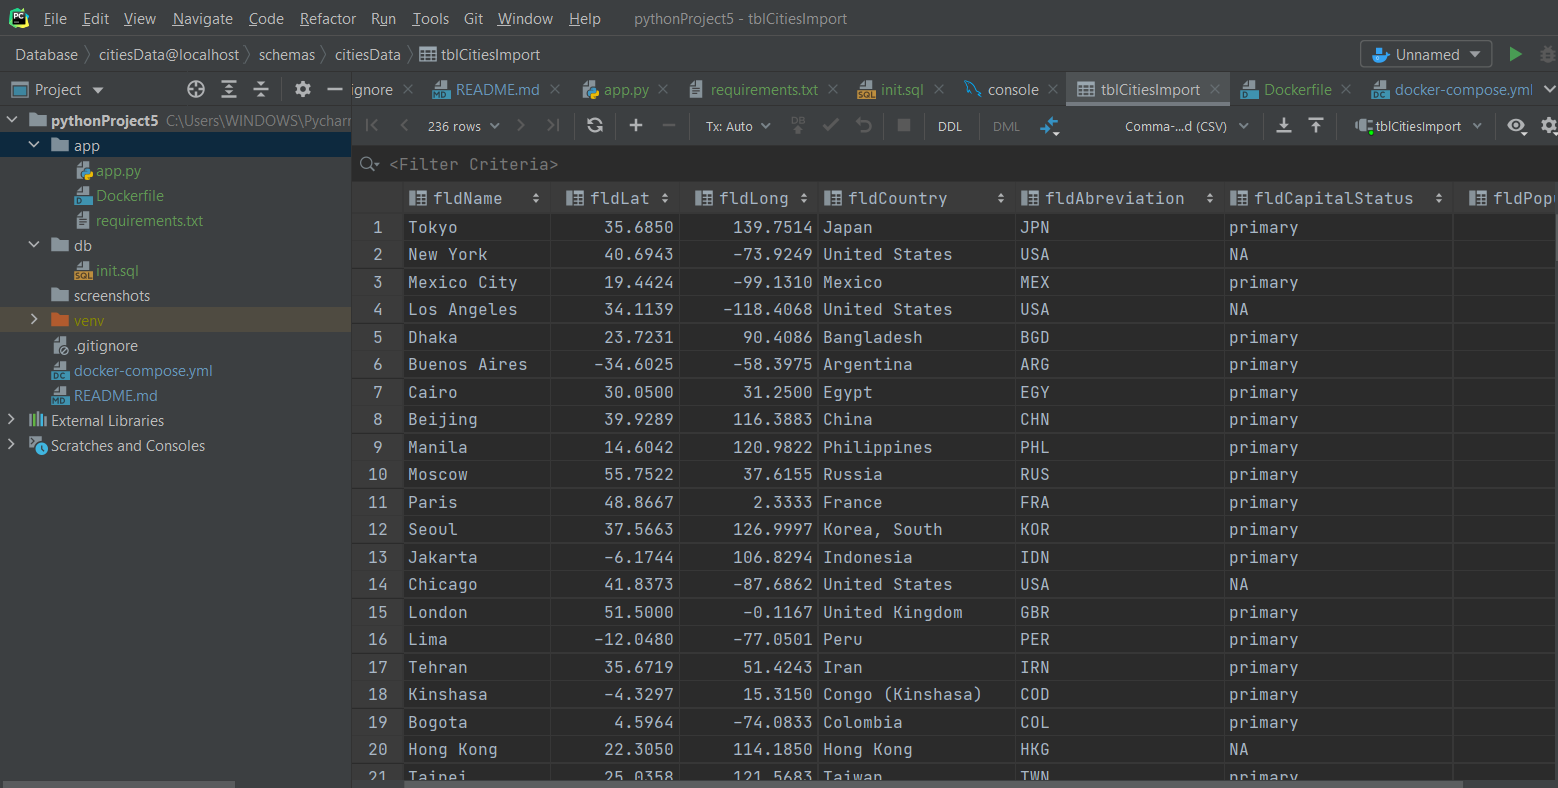 PC File Edit View Navigate Code Refactor Run Tools Git Window Help pythonProject5 - tblCitiesImport
Database citiesData@localhost schemas citiesData tblCitiesImport Unnamed
Project ignore README.md app.py requirements.txt init.sql console tblCitiesImport Dockerfile docker-compose.yml
pythonProject5 C:\Users\WINDOWS\Pycharm
app
app.py
Dockerfile
requirements.txt
db
init.sql
screenshots
venv
.gitignore
docker-compose.yml
README.md
External Libraries
Scratches and Consoles
236 rows Tx: Auto DB DDL DML Comma-...d (CSV) tblCitiesImport
<Filter Criteria>
fldName fldLat fldLong fldCountry fldAbreviation fldCapitalStatus fldPopu
1 Tokyo 35.6850 139.7514 Japan JPN primary
2 New York 40.6943 -73.9249 United States USA NA
3 Mexico City 19.4424 -99.1310 Mexico MEX primary
4 Los Angeles 34.1139 -118.4068 United States USA NA
5 Dhaka 23.7231 90.4086 Bangladesh BGD primary
6 Buenos Aires -34.6025 -58.3975 Argentina ARG primary
7 Cairo 30.0500 31.2500 Egypt EGY primary
8 Beijing 39.9289 116.3883 China CHN primary
9 Manila 14.6042 120.9822 Philippines PHL primary
10 Moscow 55.7522 37.6155 Russia RUS primary
11 Paris 48.8667 2.3333 France FRA primary
12 Seoul 37.5663 126.9997 Korea, South KOR primary
13 Jakarta -6.1744 106.8294 Indonesia IDN primary
14 Chicago 41.8373 -87.6862 United States USA NA
15 London 51.5000 -0.1167 United Kingdom GBR primary
16 Lima -12.0480 -77.0501 Peru PER primary
17 Tehran 35.6719 51.4243 Iran IRN primary
18 Kinshasa -4.3297 15.3150 Congo (Kinshasa) COD primary
19 Bogota 4.5964 -74.0833 Colombia COL primary
20 Hong Kong 22.3050 114.1850 Hong Kong HKG NA
21 Taipei 25.0358 121.5683 Taiwan TWN primary